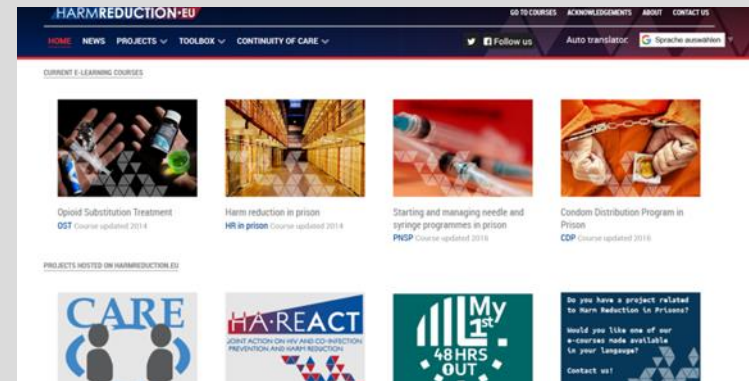 HARMREDUCTION·EU
GO TO COURSES ACKNOWLEDGEMENTS ABOUT CONTACT US
HOME NEWS PROJECTS TOOLBOX CONTINUITY OF CARE Follow us Auto translator: G Sprache auswählen
CURRENT E-LEARNING COURSES
Opioid Substitution Treatment
OST Course updated 2014
Harm reduction in prison
HR in prison Course updated 2014
Starting and managing needle and
syringe programmes in prison
PNSP Course updated 2016
Condom Distribution Program in
Prison
CDP Course updated 2016
PROJECTS HOSTED ON HARMREDUCTION.EU
CARE
HA·REACT
JOINT ACTION ON HIV AND CO-INFECTION
PREVENTION AND HARM REDUCTION
My
1st
48HRS
OUT
Do you have a project related
to Harm Reduction in Prisons?
Would you like one of our
e-courses made available
in your langauge?
Contact us!